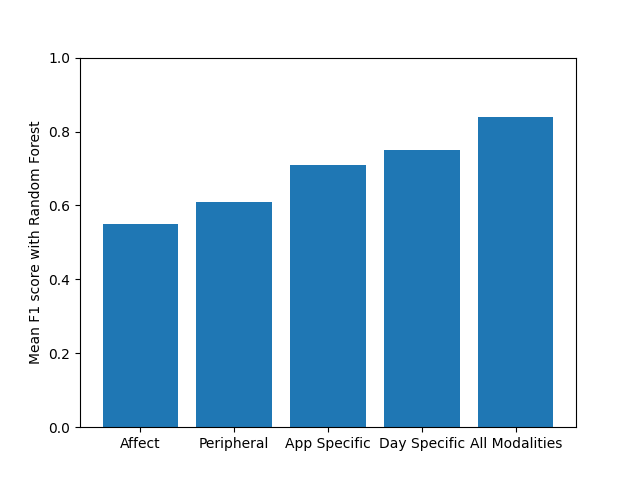 1.0
0.8
0.6
0.4
0.2
0.0
Mean F1 score with Random Forest
Affect
Peripheral
App Specific
Day Specific
All Modalities